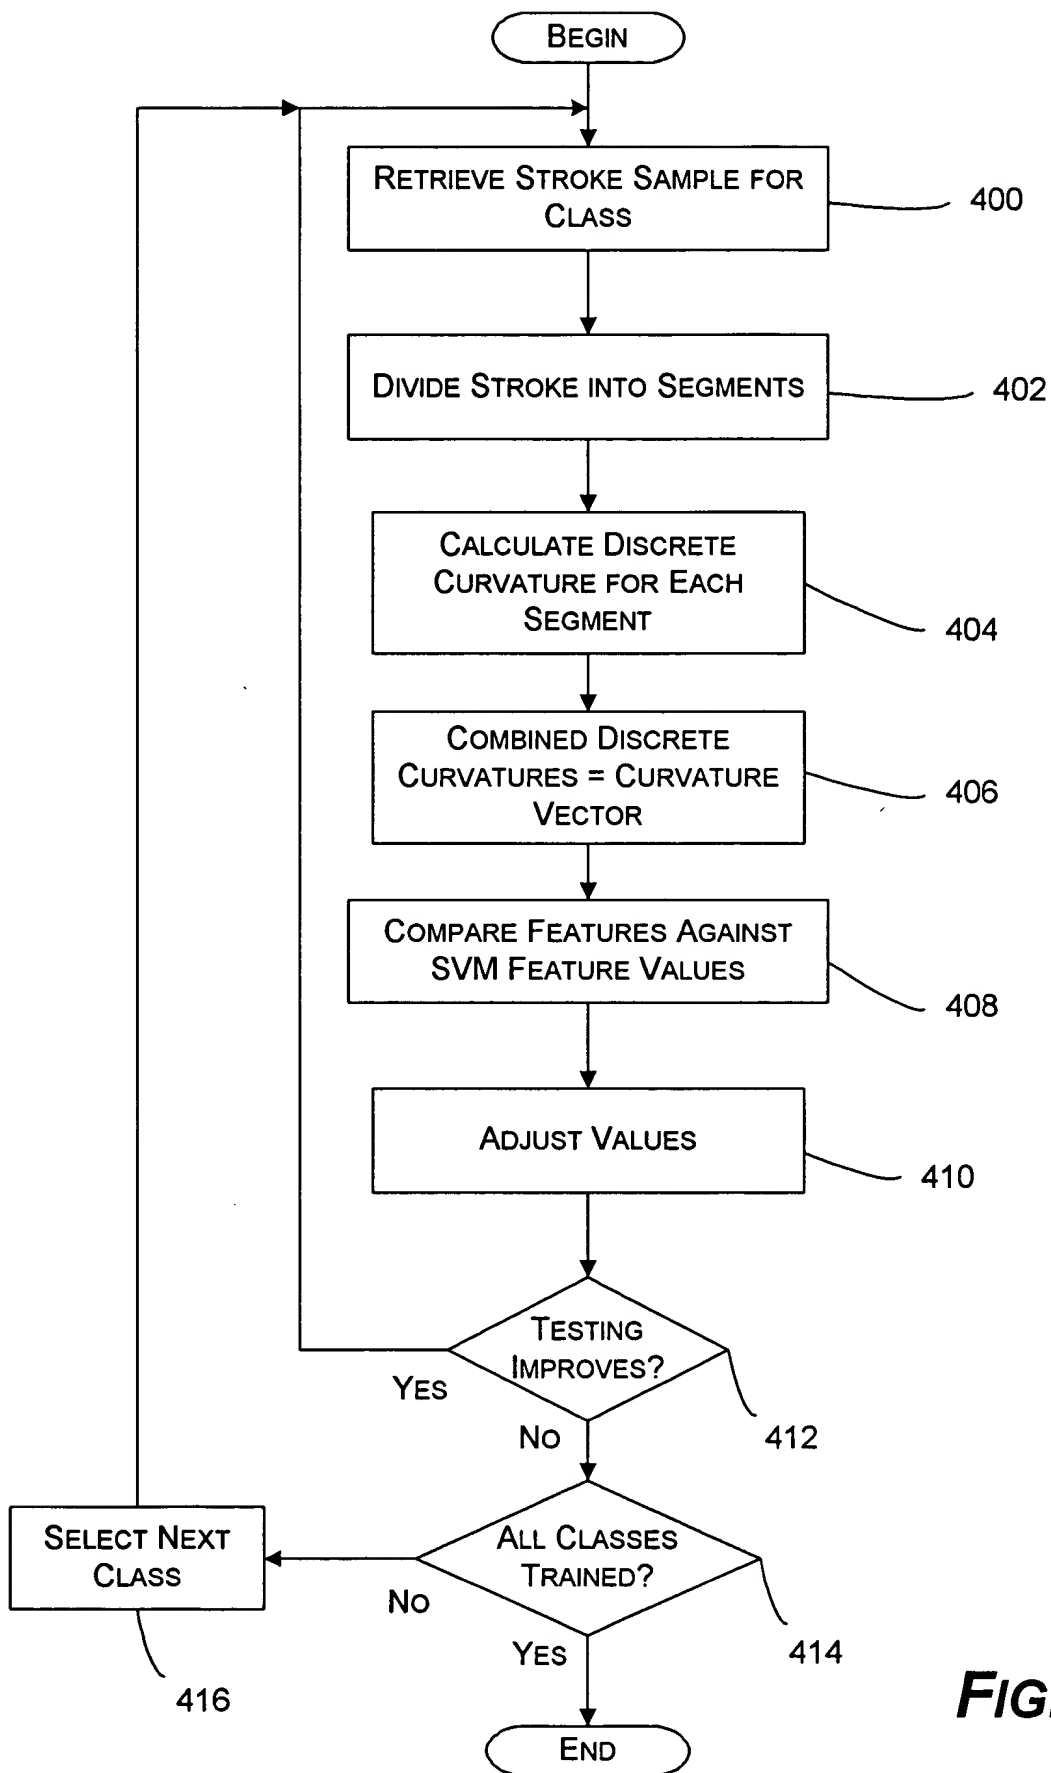 BEGIN
RETRIEVE STROKE SAMPLE FOR
CLASS
400
DIVIDE STROKE INTO SEGMENTS
402
CALCULATE DISCRETE
CURVATURE FOR EACH
SEGMENT
404
COMBINED DISCRETE
CURVATURES = CURVATURE
VECTOR
406
COMPARE FEATURES AGAINST
SVM FEATURE VALUES
408
ADJUST VALUES
410
TESTING
IMPROVES?
YES
NO
412
SELECT NEXT
CLASS
ALL CLASSES
TRAINED?
NO
YES
414
416
FIG.
END